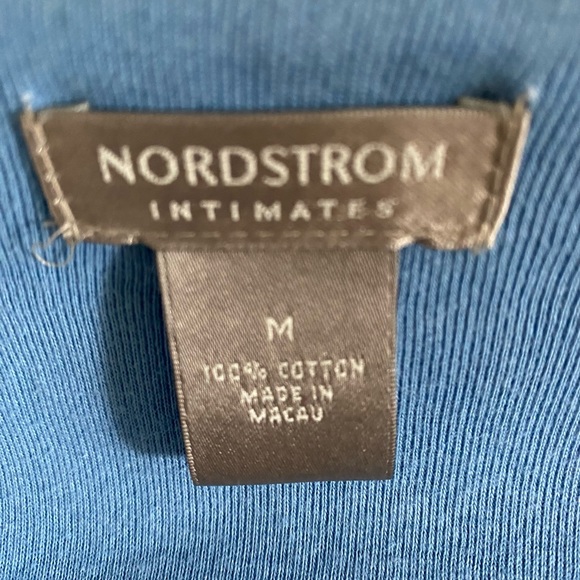 NORDSTROM
INTIMATES
M
100% COTTON
MADE IN
MACAU